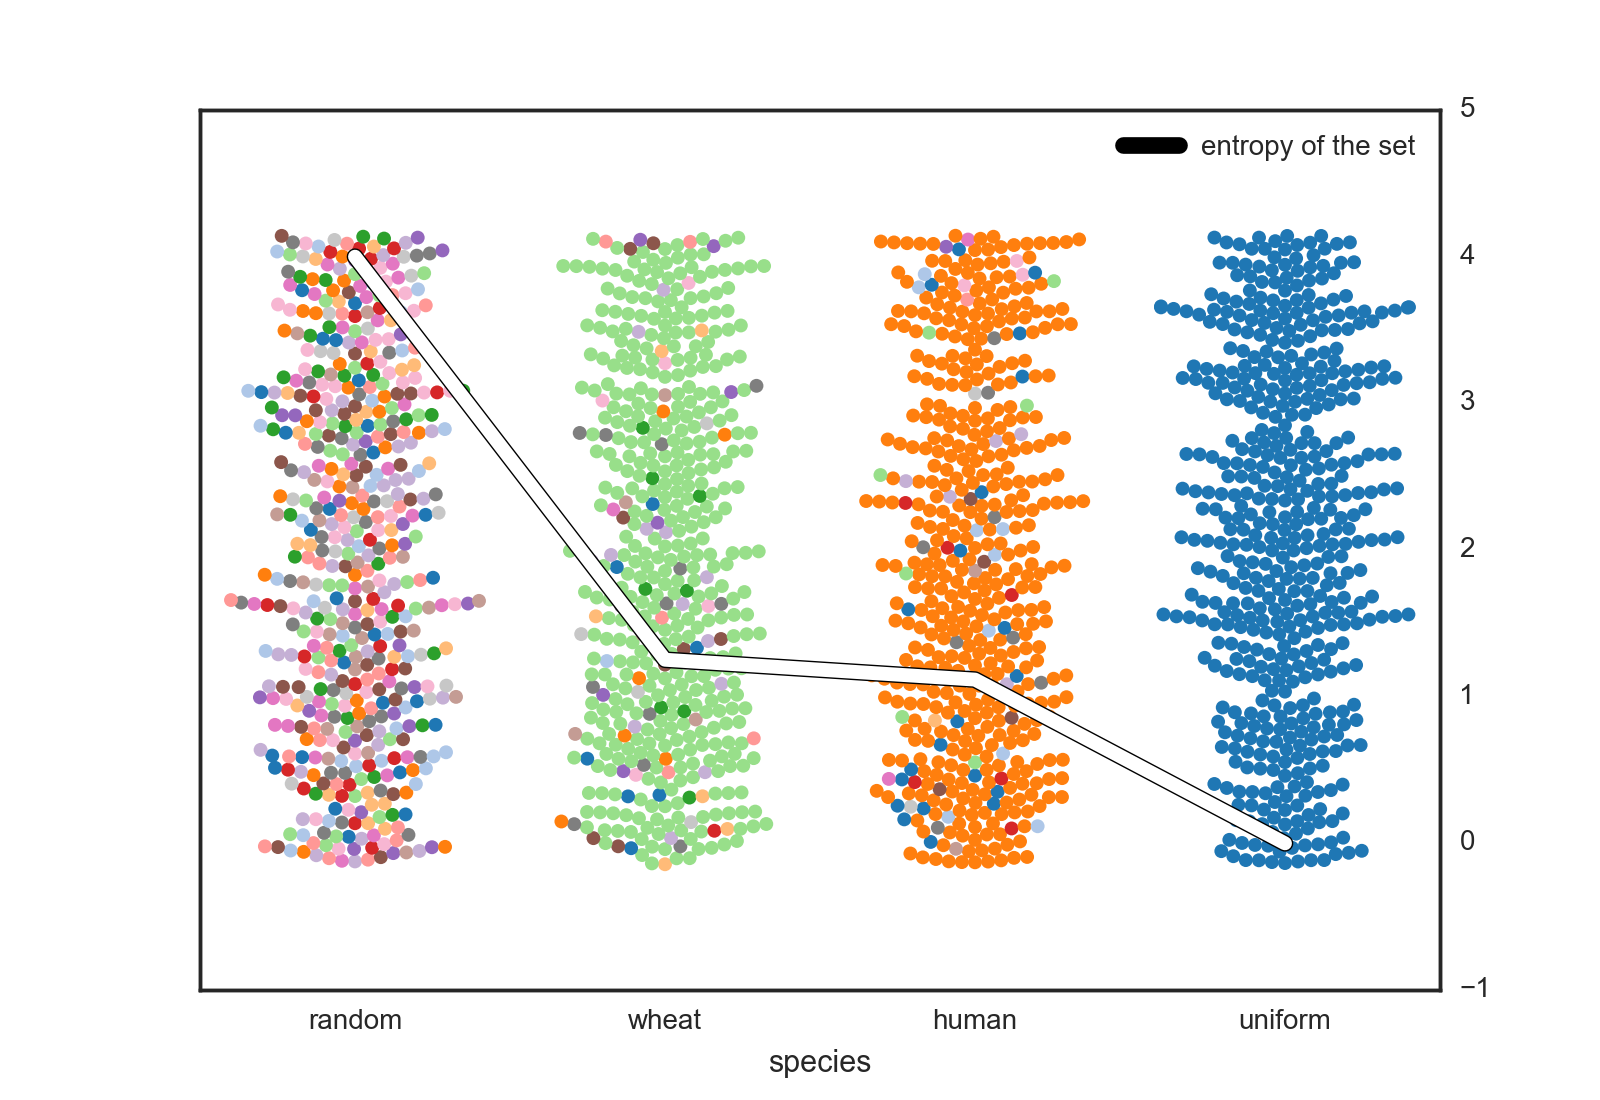 entropy of the set
5
4
3
2
1
0
−1
random wheat human uniform
species